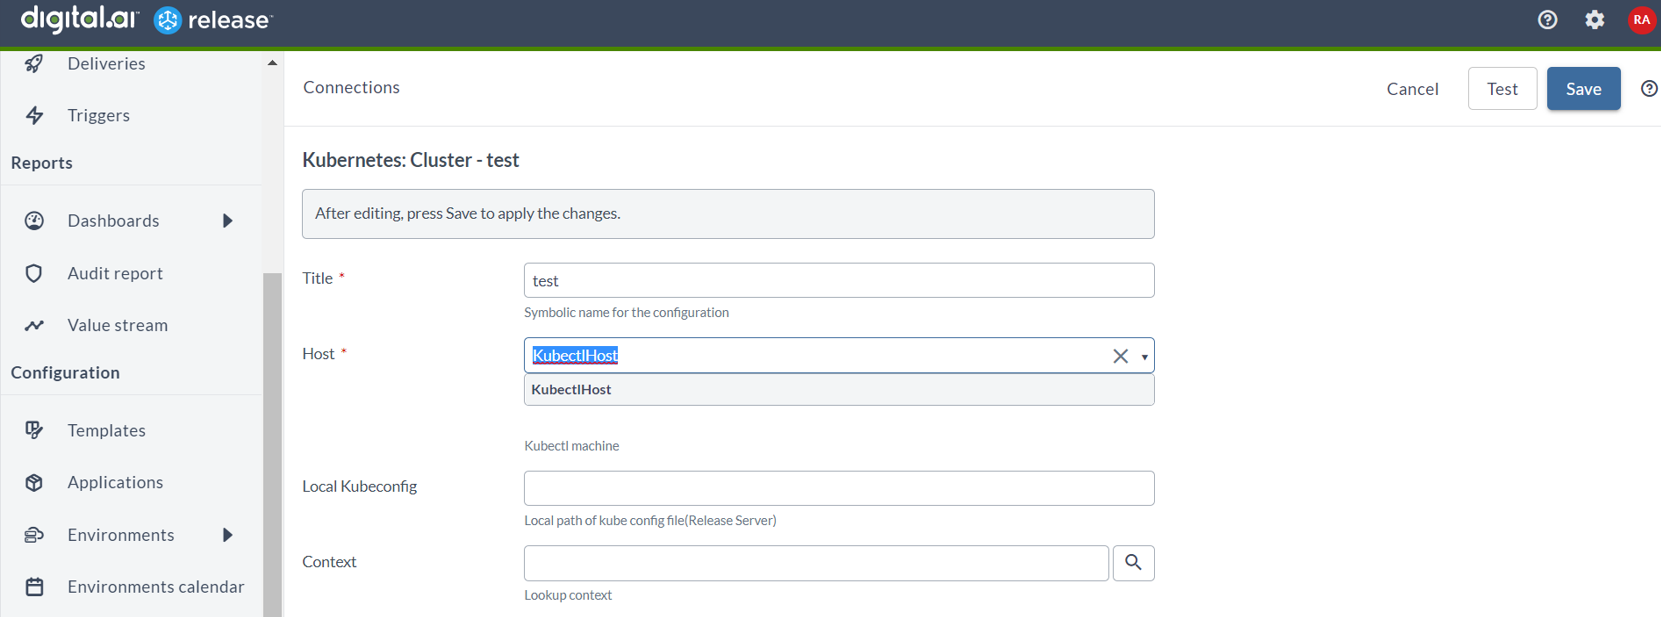 digital.ai™ release™
RA
Deliveries
Triggers
Reports
Dashboards
Audit report
Value stream
Configuration
Templates
Applications
Environments
Environments calendar
Connections
Cancel
Test
Save
Kubernetes: Cluster - test
After editing, press Save to apply the changes.
Title *
test
Symbolic name for the configuration
Host *
KubectlHost
KubectlHost
Kubectl machine
Local Kubeconfig
Local path of kube config file(Release Server)
Context
Lookup context